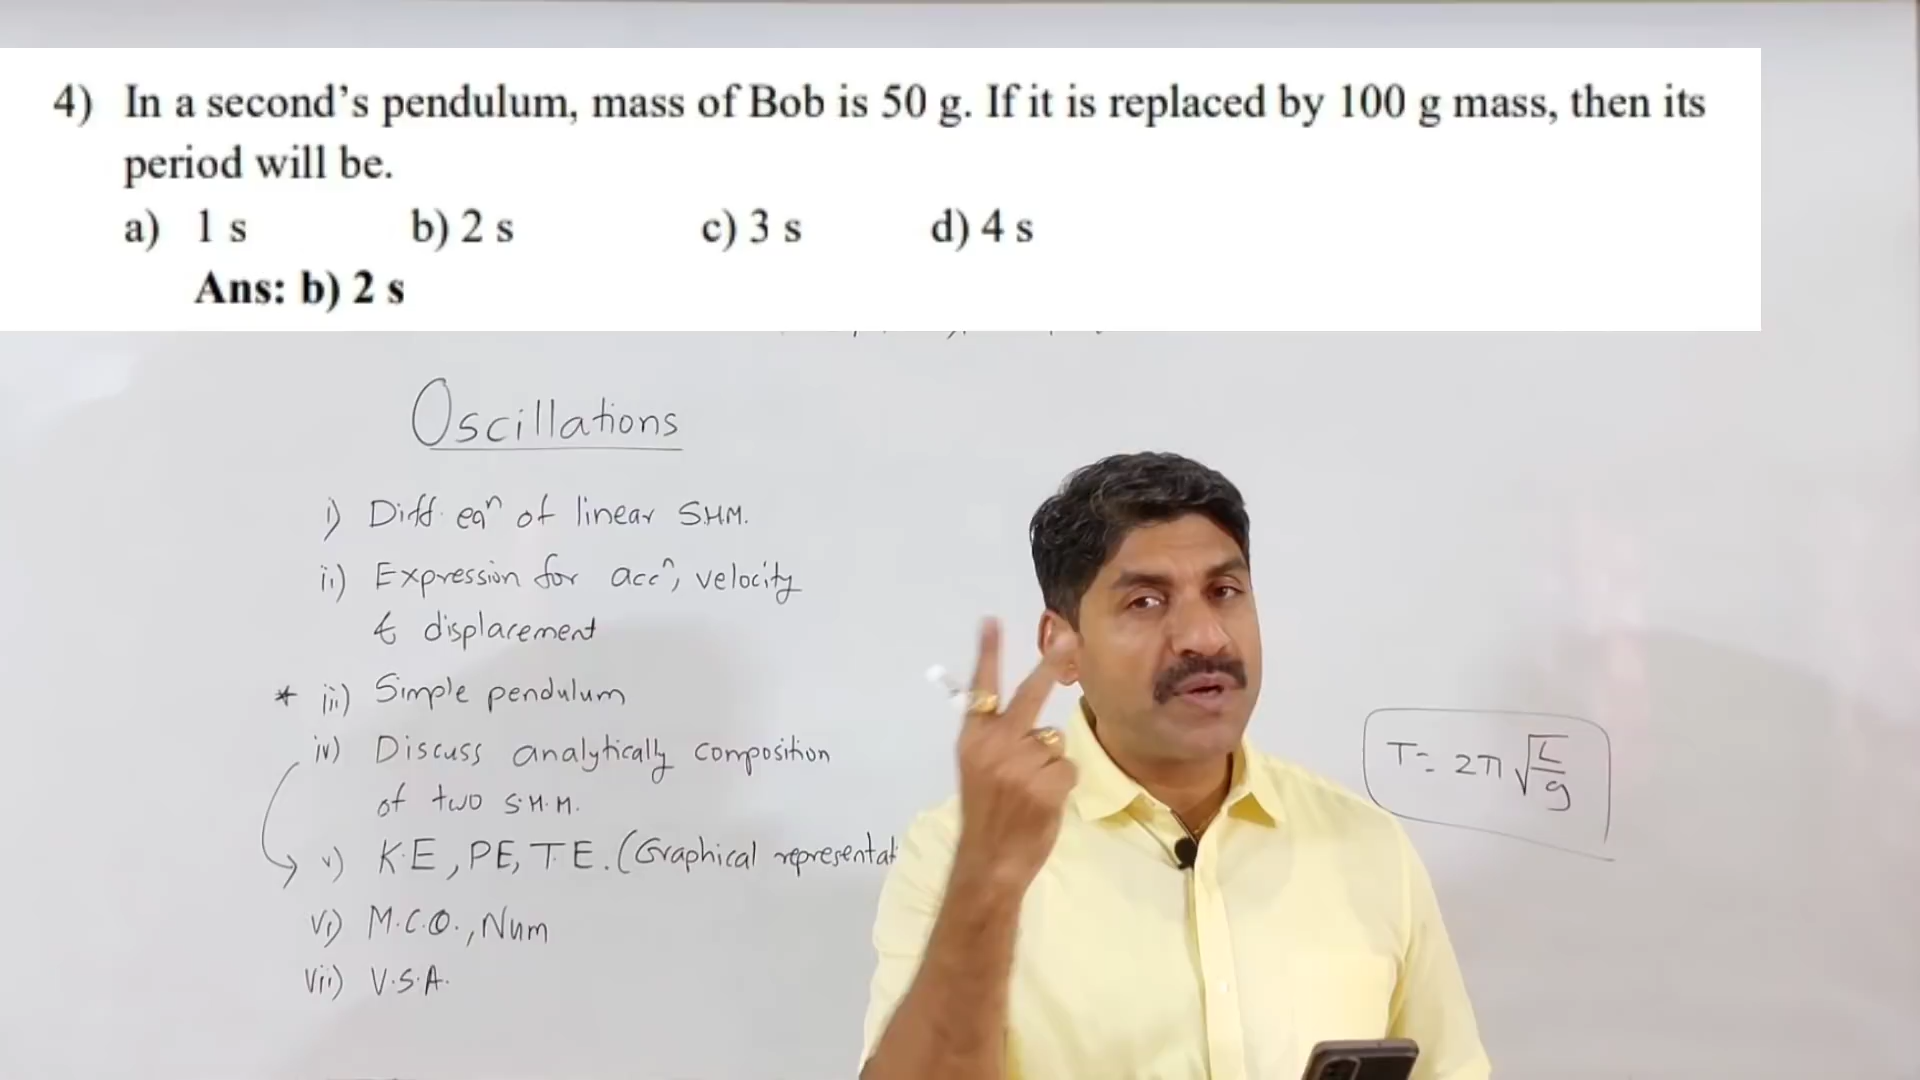 4) In a second's pendulum, mass of Bob is 50 g. If it is replaced by 100 g mass, then its
period will be.
a) 1 s b) 2 s c) 3 s d) 4 s
Ans: b) 2 s
Oscillations
i) Diff. eqⁿ of linear S.H.M.
ii) Expression for accⁿ, velocity
& displacement
* iii) Simple pendulum
iv) Discuss analytically composition
of two S.H.M.
v) K.E, PE, T.E. (Graphical representat
vi) M.C.Q., Num
vii) V.S.A.
T = 2π √L/g